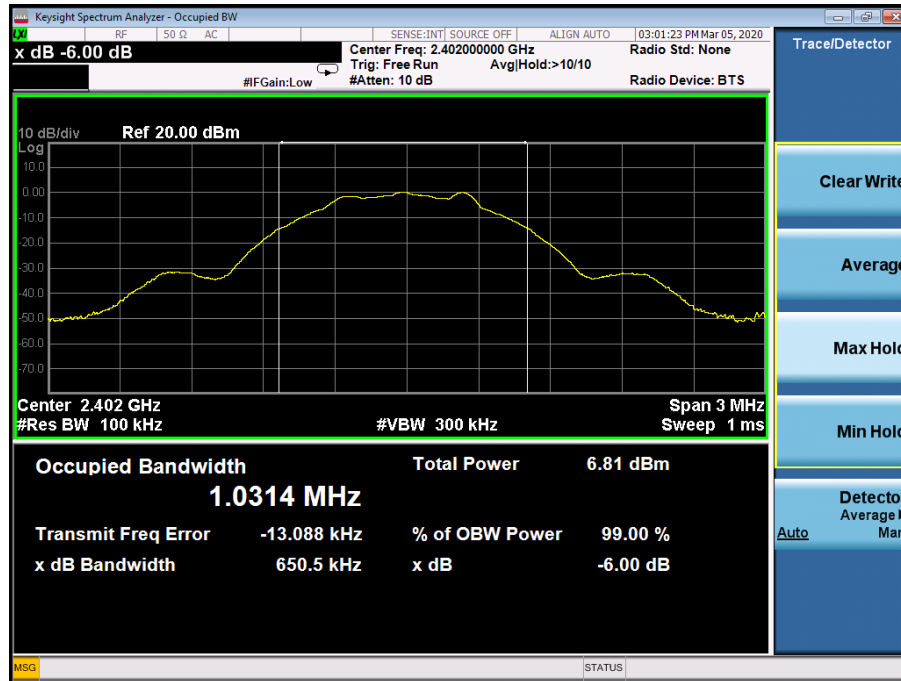 Keysight Spectrum Analyzer - Occupied BW
LXI RF 50 Ω AC SENSE:INT SOURCE OFF ALIGN AUTO 03:01:23 PM Mar 05, 2020
x dB -6.00 dB
Center Freq: 2.402000000 GHz
Radio Std: None
Trig: Free Run Avg|Hold:>10/10
#IFGain:Low #Atten: 10 dB Radio Device: BTS
10 dB/div Ref 20.00 dBm
Log
10.0
0.00
-10.0
-20.0
-30.0
-40.0
-50.0
-60.0
-70.0
Center 2.402 GHz Span 3 MHz
#Res BW 100 kHz #VBW 300 kHz Sweep 1 ms
Occupied Bandwidth Total Power 6.81 dBm
1.0314 MHz
Transmit Freq Error -13.088 kHz % of OBW Power 99.00 %
x dB Bandwidth 650.5 kHz x dB -6.00 dB
MSG STATUS
Trace/Detector
Clear Write
Average
Max Hold
Min Hold
Detecto
Average
Auto Man